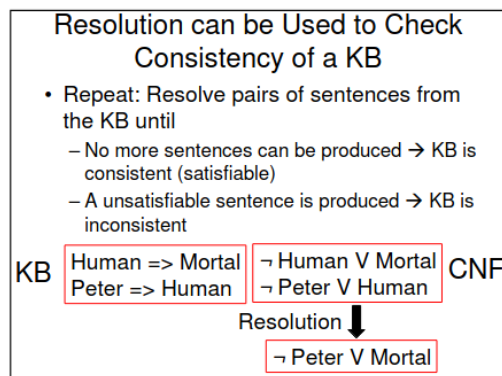 Resolution can be Used to Check
Consistency of a KB
• Repeat: Resolve pairs of sentences from
the KB until
– No more sentences can be produced → KB is
consistent (satisfiable)
– A unsatisfiable sentence is produced → KB is
inconsistent
KB
Human => Mortal
Peter => Human
¬ Human V Mortal
¬ Peter V Human
CNF
Resolution
¬ Peter V Mortal